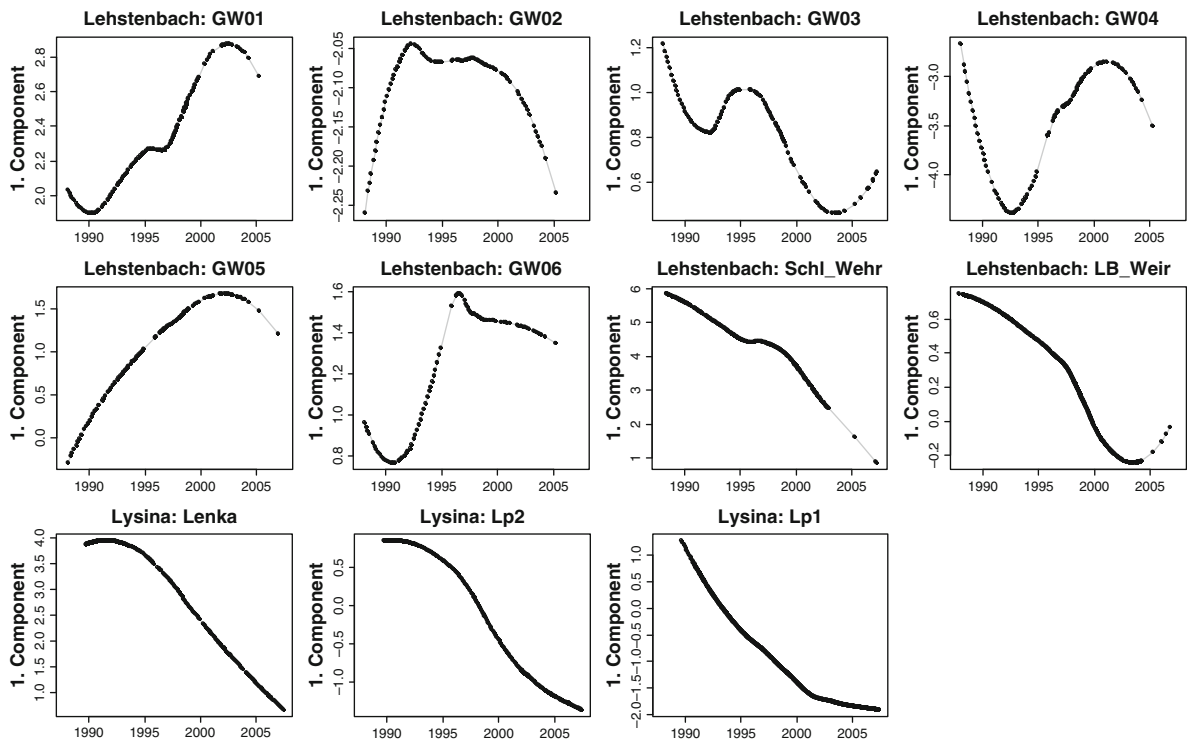 Lehstenbach: GW01
1. Component
2.0 2.2 2.4 2.6 2.8
1990 1995 2000 2005
Lehstenbach: GW02
1. Component
−2.25 −2.20 −2.15 −2.10 −2.05
1990 1995 2000 2005
Lehstenbach: GW03
1. Component
0.6 0.8 1.0 1.2
1990 1995 2000 2005
Lehstenbach: GW04
1. Component
−4.0 −3.5 −3.0
1990 1995 2000 2005
Lehstenbach: GW05
1. Component
0.0 0.5 1.0 1.5
1990 1995 2000 2005
Lehstenbach: GW06
1. Component
0.8 1.0 1.2 1.4 1.6
1990 1995 2000 2005
Lehstenbach: Schl_Wehr
1. Component
1 2 3 4 5 6
1990 1995 2000 2005
Lehstenbach: LB_Weir
1. Component
−0.2 0.0 0.2 0.4 0.6
1990 1995 2000 2005
Lysina: Lenka
1. Component
1.0 1.5 2.0 2.5 3.0 3.5 4.0
1990 1995 2000 2005
Lysina: Lp2
1. Component
−1.0 0.0 0.5
1990 1995 2000 2005
Lysina: Lp1
1. Component
−2.0 −1.5 −1.0 −0.5 0.0 0.5 1.0
1990 1995 2000 2005